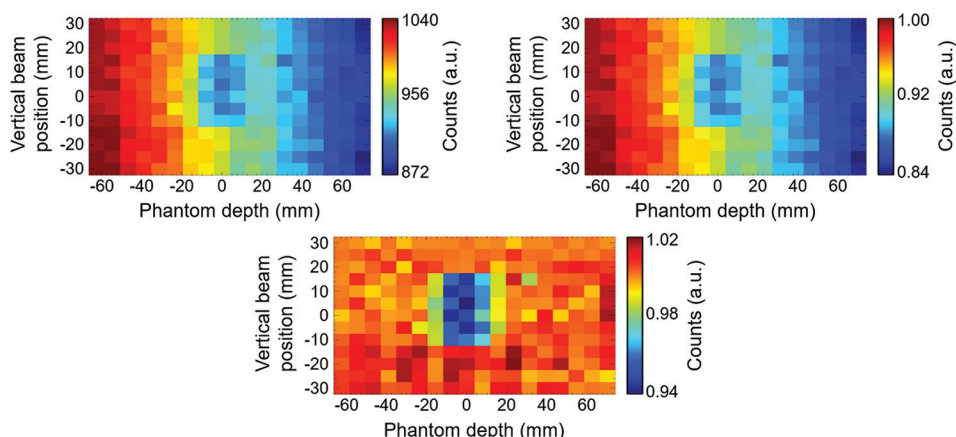 30
20
10
0
-10
-20
-30
Vertical beam
position (mm)
-60 -40 -20 0 20 40 60
Phantom depth (mm)
1040
956
872
Counts (a.u.)
30
20
10
0
-10
-20
-30
Vertical beam
position (mm)
-60 -40 -20 0 20 40 60
Phantom depth (mm)
1.00
0.92
0.84
Counts (a.u.)
30
20
10
0
-10
-20
-30
Vertical beam
position (mm)
-60 -40 -20 0 20 40 60
Phantom depth (mm)
1.02
0.98
0.94
Counts (a.u.)